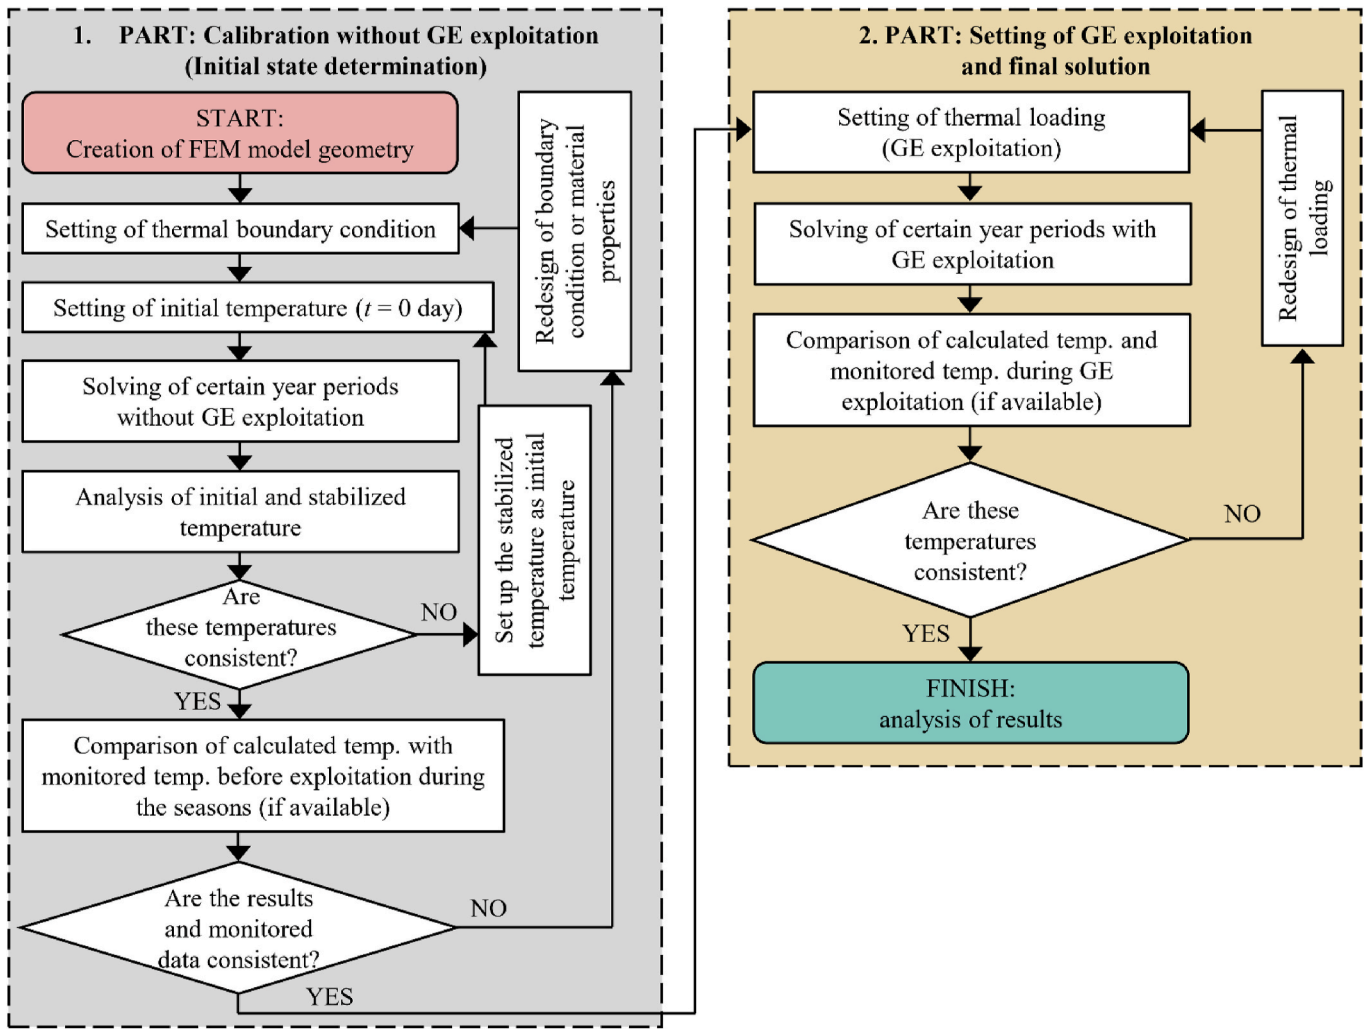 1. PART: Calibration without GE exploitation
(Initial state determination)
START:
Creation of FEM model geometry
Setting of thermal boundary condition
Redesign of boundary
condition or material
properties
Setting of initial temperature (t = 0 day)
Solving of certain year periods
without GE exploitation
Set up the stabilized
temperature as initial
temperature
Analysis of initial and stabilized
temperature
Are
these temperatures
consistent?
NO
YES
Comparison of calculated temp. with
monitored temp. before exploitation during
the seasons (if available)
Are the results
and monitored
data consistent?
NO
YES
2. PART: Setting of GE exploitation
and final solution
Setting of thermal loading
(GE exploitation)
Redesign of thermal
loading
Solving of certain year periods with
GE exploitation
Comparison of calculated temp. and
monitored temp. during GE
exploitation (if available)
Are these
temperatures
consistent?
NO
YES
FINISH:
analysis of results